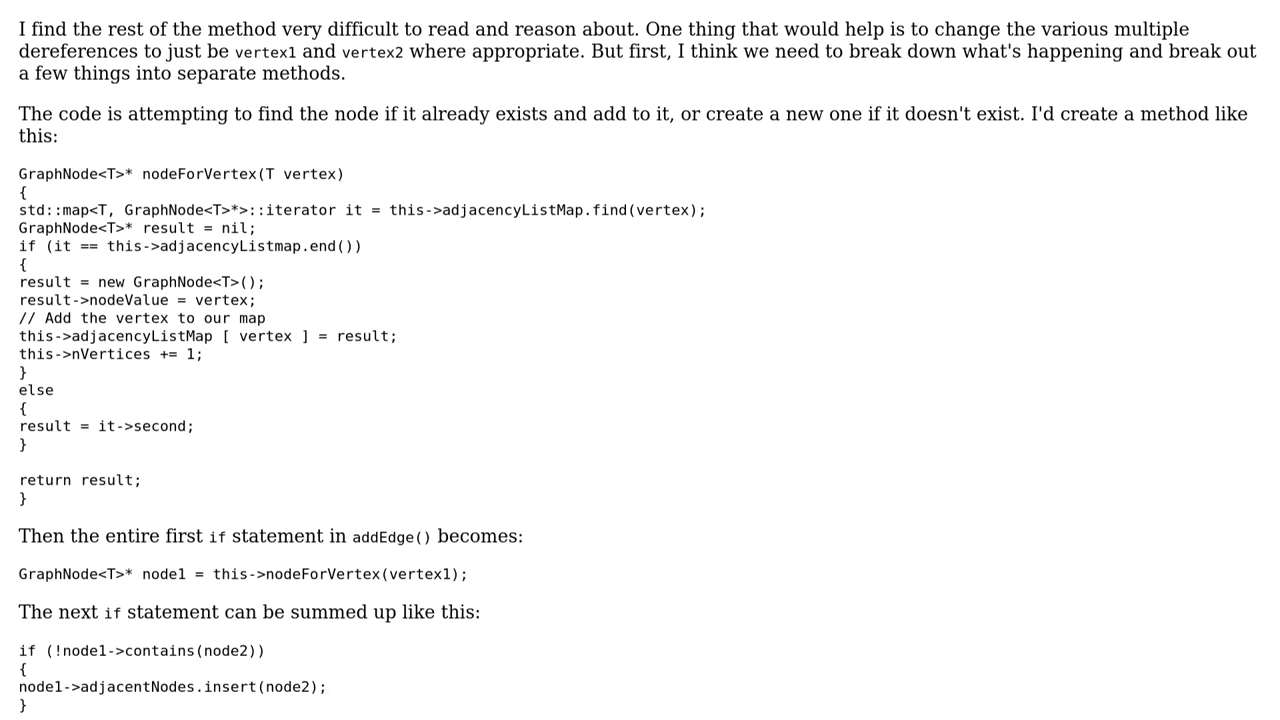 I find the rest of the method very difficult to read and reason about. One thing that would help is to change the various multiple
dereferences to just be vertex1 and vertex2 where appropriate. But first, I think we need to break down what's happening and break out
a few things into separate methods.
The code is attempting to find the node if it already exists and add to it, or create a new one if it doesn't exist. I'd create a method like
this:
GraphNode<T>* nodeForVertex(T vertex)
{
std::map<T, GraphNode<T>*>::iterator it = this->adjacencyListMap.find(vertex);
GraphNode<T>* result = nil;
if (it == this->adjacencyListmap.end())
{
result = new GraphNode<T>();
result->nodeValue = vertex;
// Add the vertex to our map
this->adjacencyListMap [ vertex ] = result;
this->nVertices += 1;
}
else
{
result = it->second;
}
return result;
}
Then the entire first if statement in addEdge() becomes:
GraphNode<T>* node1 = this->nodeForVertex(vertex1);
The next if statement can be summed up like this:
if (!node1->contains(node2))
{
node1->adjacentNodes.insert(node2);
}